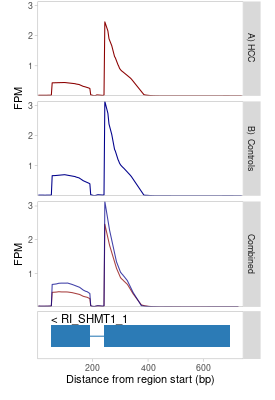 3
2
1
FPM
A) HCC
3
2
1
B) Controls
3
2
1
FPM
Combined
< RI_SHMT1_1
200 400 600
Distance from region start (bp)